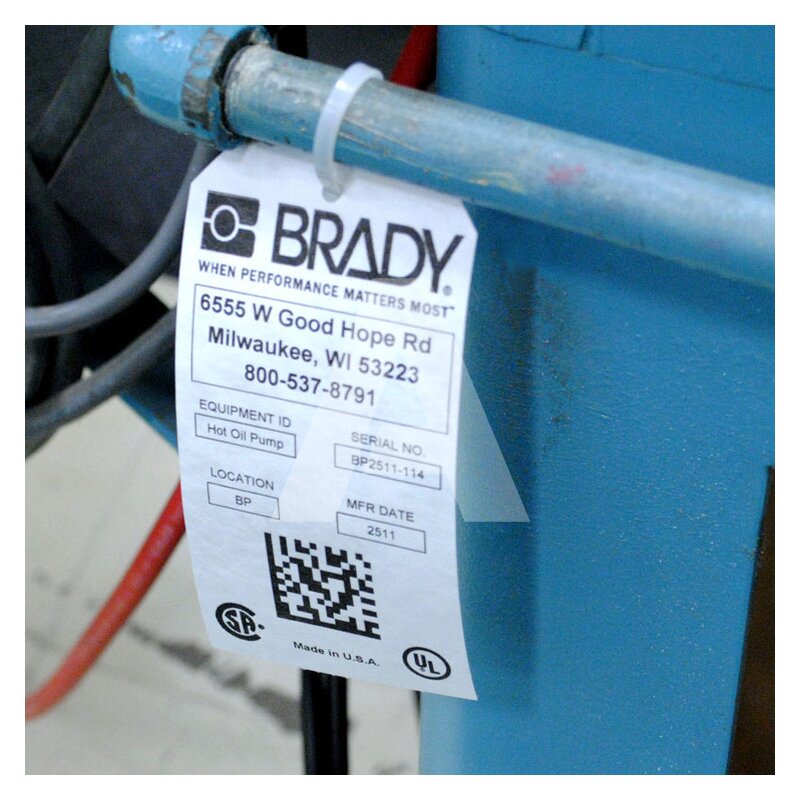 BRADY®
WHEN PERFORMANCE MATTERS MOST™
6555 W Good Hope Rd
Milwaukee, WI 53223
800-537-8791
EQUIPMENT ID
Hot Oil Pump
SERIAL NO.
BP2511-114
LOCATION
BP
MFR DATE
2511
SA
Made in U.S.A.
UL